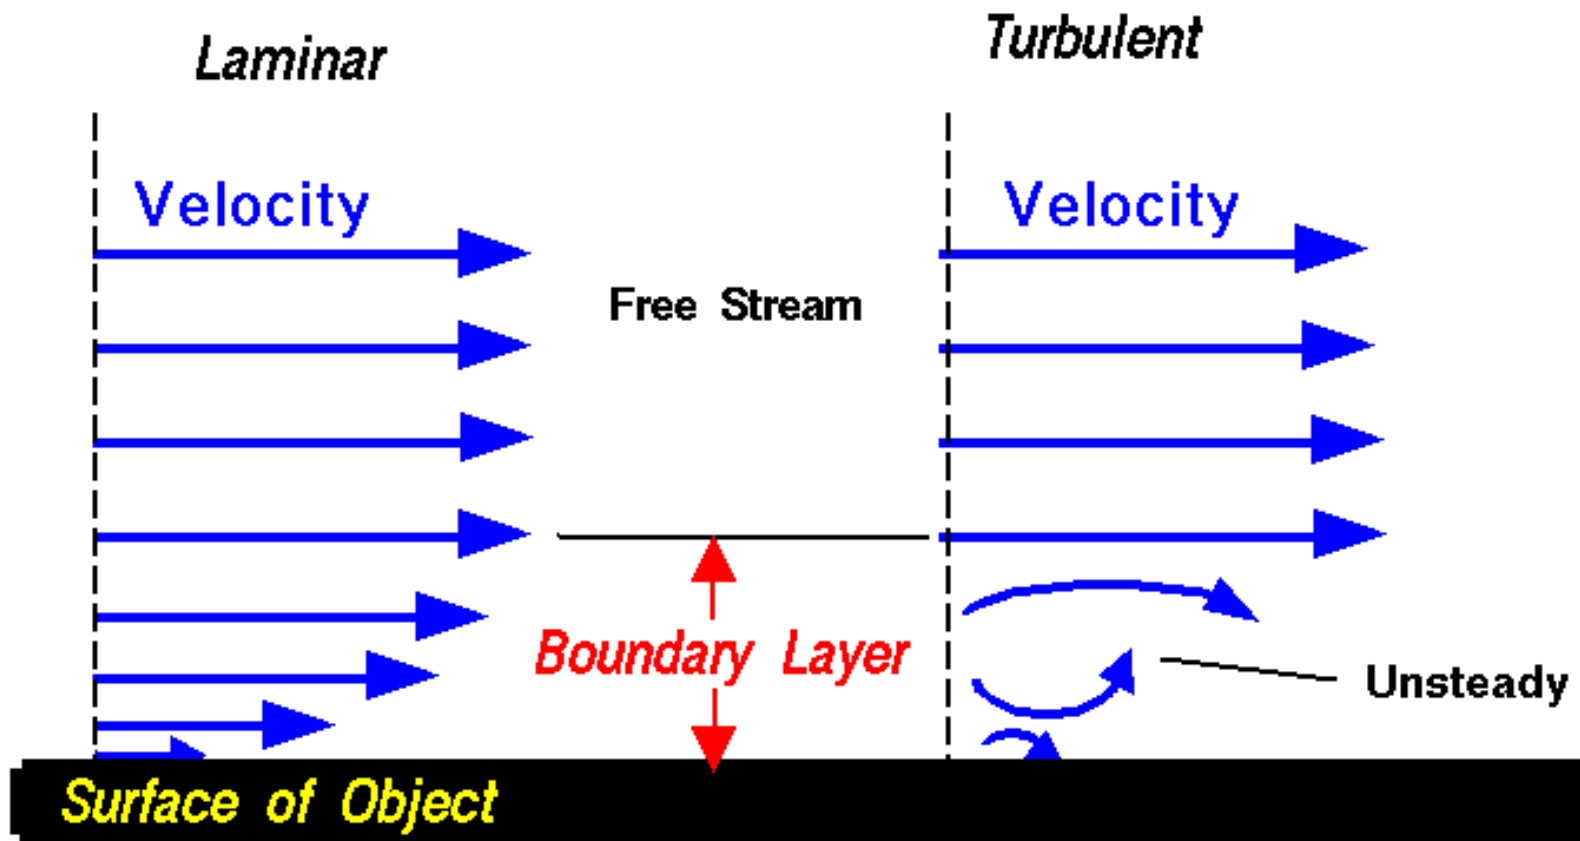 Laminar
Turbulent
Velocity
Velocity
Free Stream
Boundary Layer
Unsteady
Surface of Object